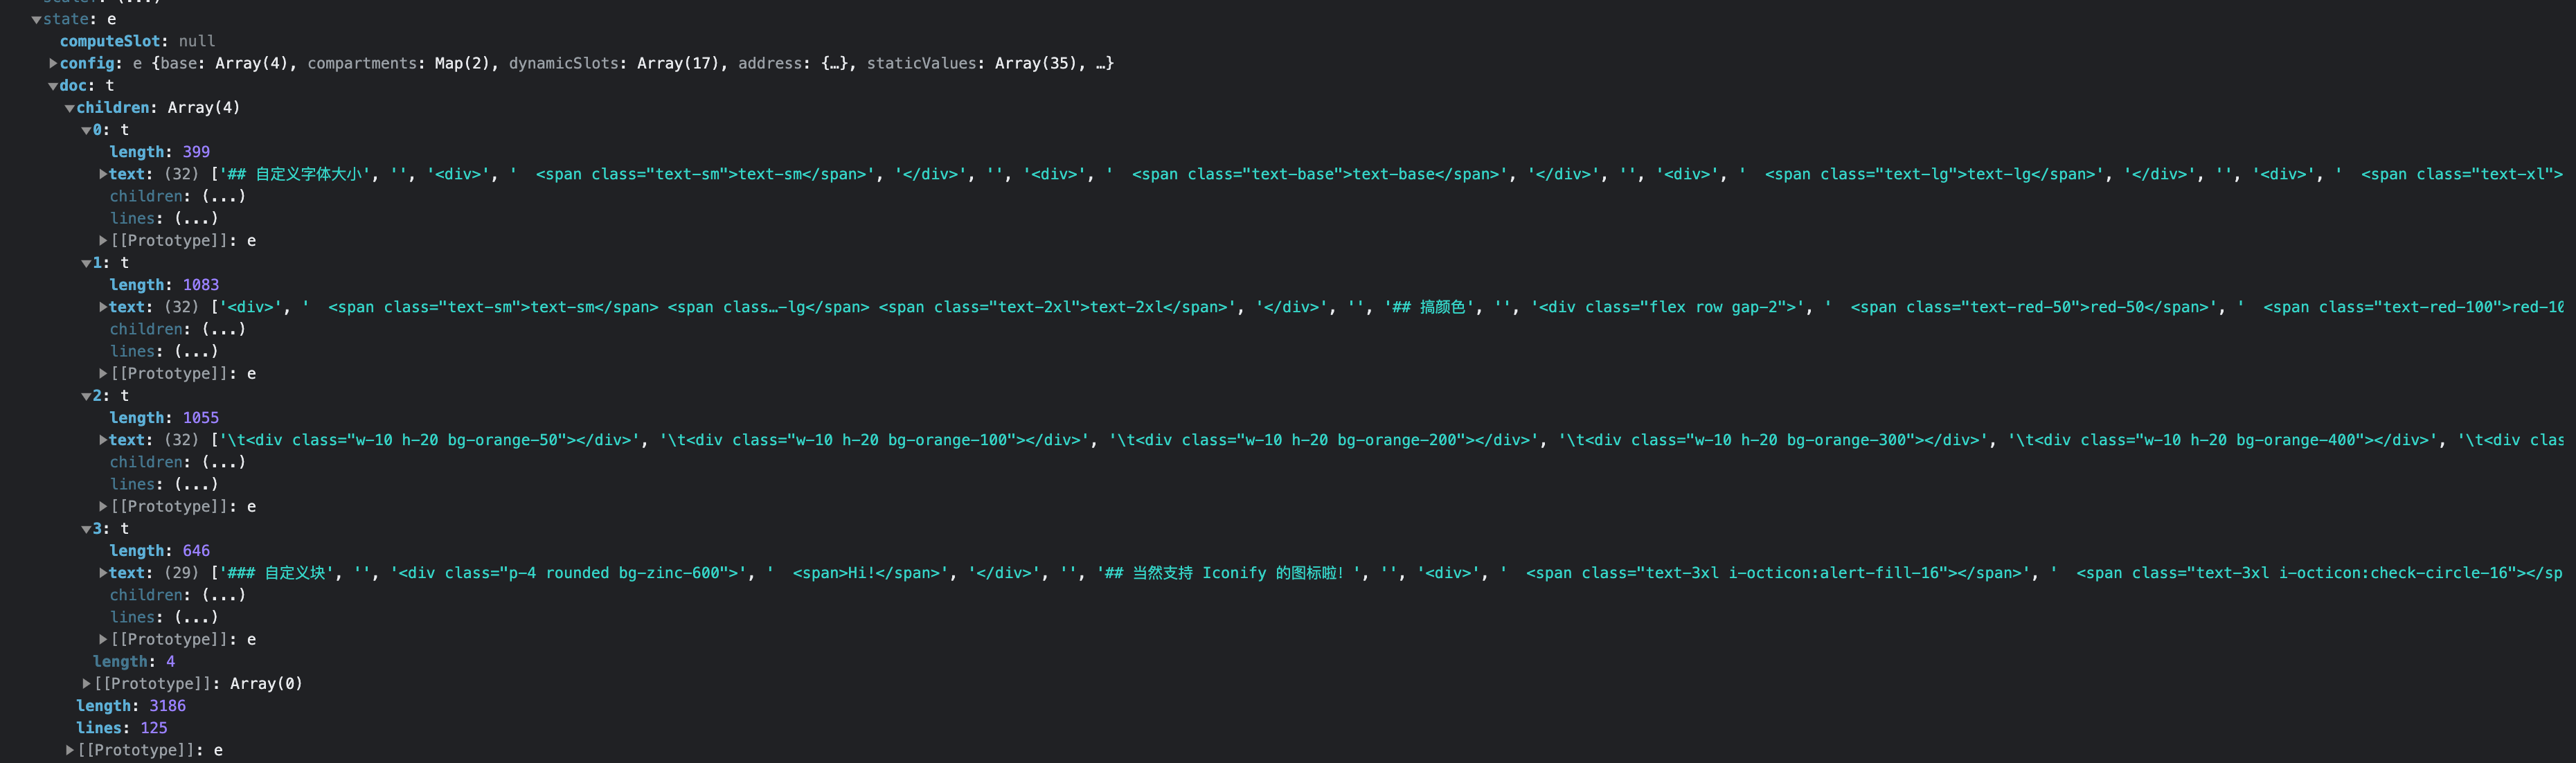 state: e
computeSlot: null
config: e {base: Array(4), compartments: Map(2), dynamicSlots: Array(17), address: {…}, staticValues: Array(35), …}
doc: t
children: Array(4)
0: t
length: 399
text: (32) ['## 自定义字体大小', '', '<div>', '  <span class="text-sm">text-sm</span>', '</div>', '', '<div>', '  <span class="text-base">text-base</span>', '</div>', '', '<div>', '  <span class="text-lg">text-lg</span>', '</div>', '', '<div>', '  <span class="text-xl">
children: (...)
lines: (...)
[[Prototype]]: e
1: t
length: 1083
text: (32) ['<div>', '  <span class="text-sm">text-sm</span> <span class…-lg</span> <span class="text-2xl">text-2xl</span>', '</div>', '', '## 搞颜色', '', '<div class="flex row gap-2">', '  <span class="text-red-50">red-50</span>', '  <span class="text-red-100">red-10
children: (...)
lines: (...)
[[Prototype]]: e
2: t
length: 1055
text: (32) ['\t<div class="w-10 h-20 bg-orange-50"></div>', '\t<div class="w-10 h-20 bg-orange-100"></div>', '\t<div class="w-10 h-20 bg-orange-200"></div>', '\t<div class="w-10 h-20 bg-orange-300"></div>', '\t<div class="w-10 h-20 bg-orange-400"></div>', '\t<div clas
children: (...)
lines: (...)
[[Prototype]]: e
3: t
length: 646
text: (29) ['### 自定义块', '', '<div class="p-4 rounded bg-zinc-600">', '  <span>Hi!</span>', '</div>', '', '## 当然支持 Iconify 的图标啦！', '', '<div>', '  <span class="text-3xl i-octicon:alert-fill-16"></span>', '  <span class="text-3xl i-octicon:check-circle-16"></sp
children: (...)
lines: (...)
[[Prototype]]: e
length: 4
[[Prototype]]: Array(0)
length: 3186
lines: 125
[[Prototype]]: e